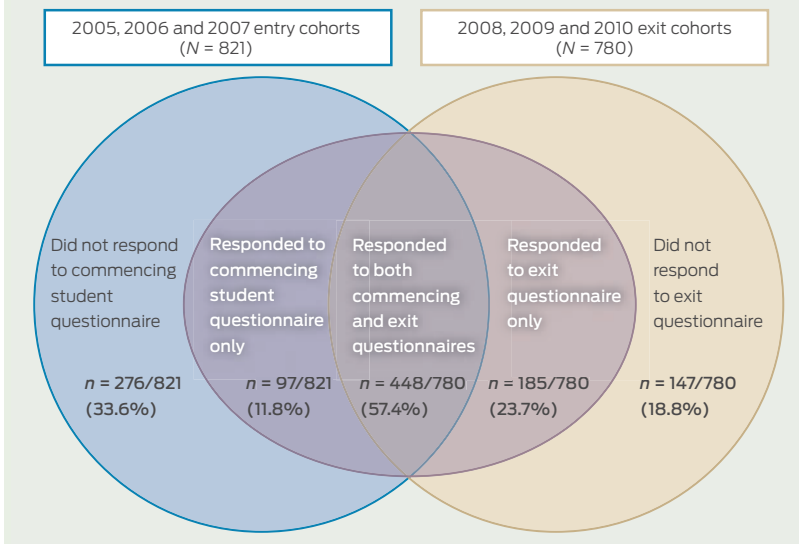 2005, 2006 and 2007 entry cohorts
(N = 821)
2008, 2009 and 2010 exit cohorts
(N = 780)
Did not respond
to commencing
student
questionnaire
n = 276/821
(33.6%)
Responded to
commencing
student
questionnaire
only
n = 97/821
(11.8%)
Responded
to both
commencing
and exit
questionnaires
n = 448/780
(57.4%)
Responded
to exit
questionnaire
only
n = 185/780
(23.7%)
Did not
respond
to exit
questionnaire
n = 147/780
(18.8%)